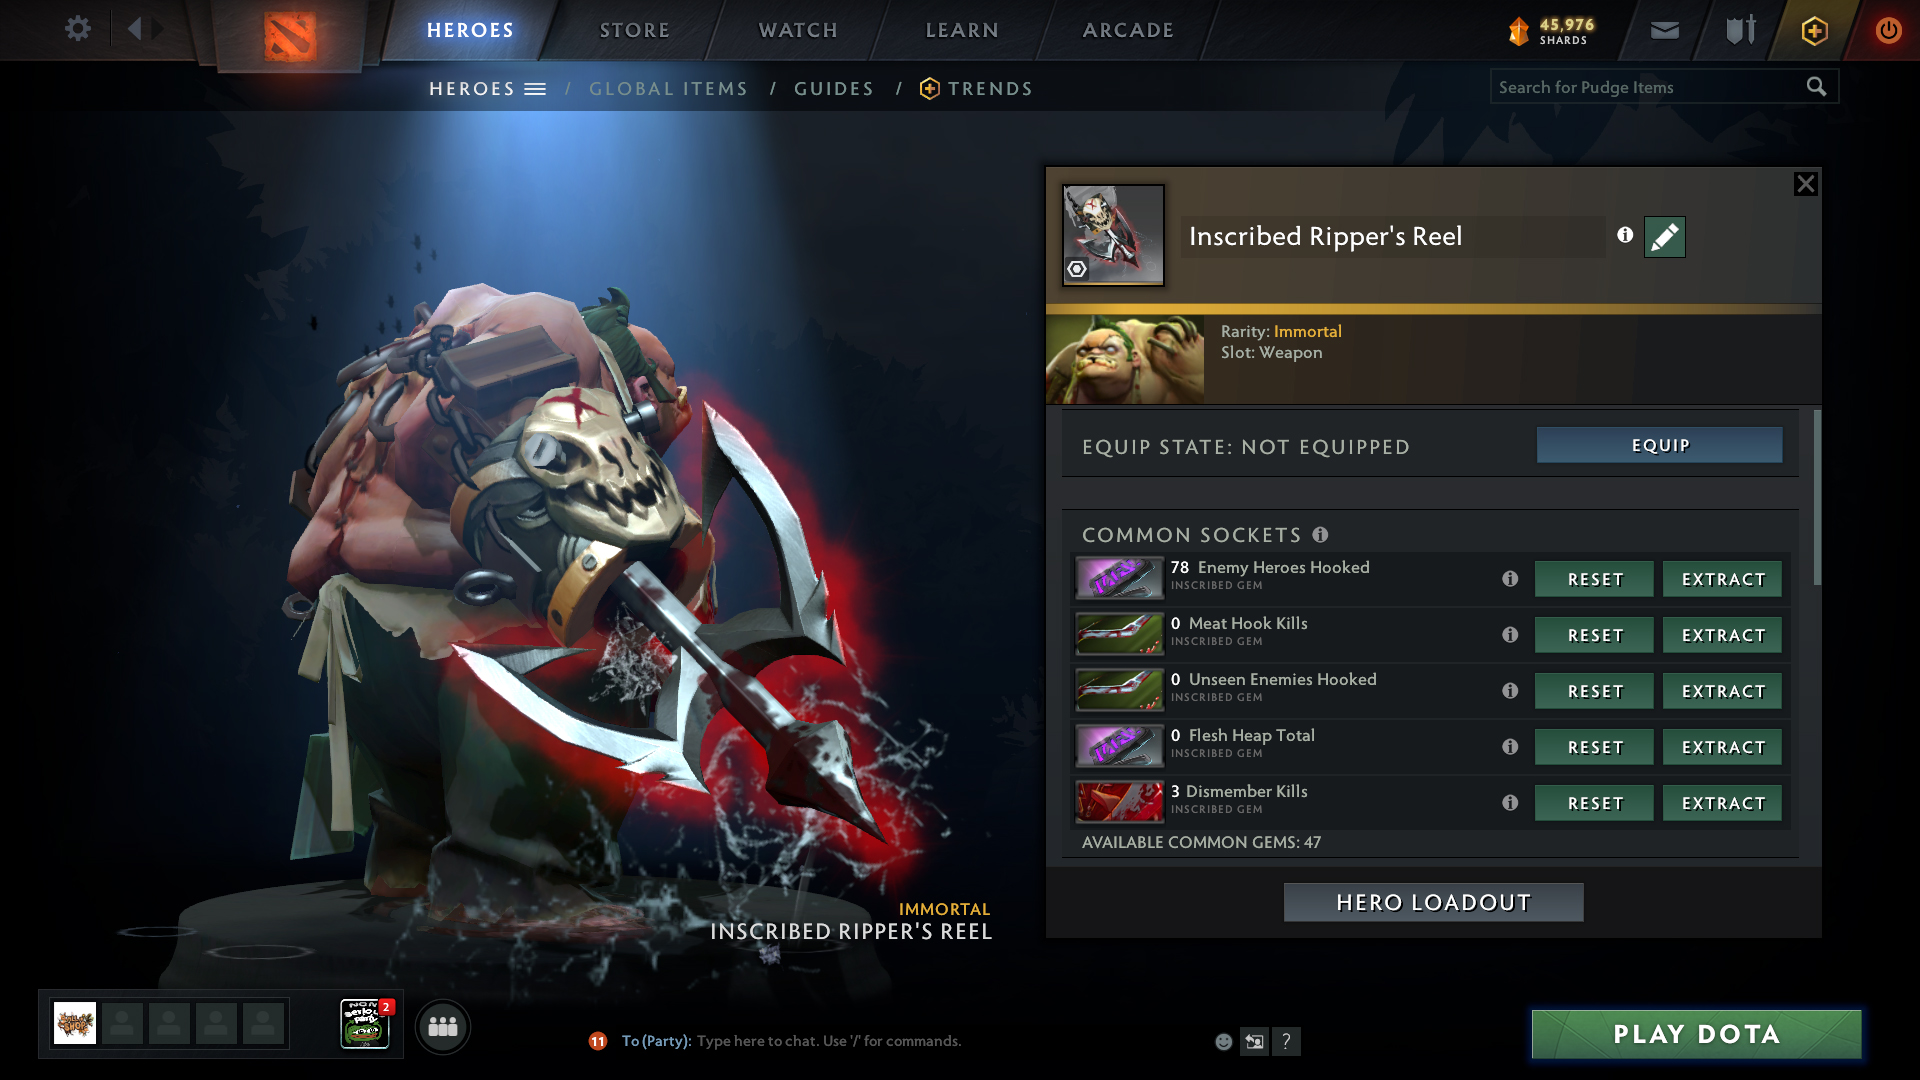 HEROES
STORE
WATCH
LEARN
ARCADE
45,976
SHARDS
HEROES / GLOBAL ITEMS / GUIDES / TRENDS
Search for Pudge Items
Inscribed Ripper's Reel
Rarity: Immortal
Slot: Weapon
EQUIP STATE: NOT EQUIPPED
EQUIP
COMMON SOCKETS
78 Enemy Heroes Hooked
INSCRIBED GEM
RESET
EXTRACT
0 Meat Hook Kills
INSCRIBED GEM
RESET
EXTRACT
0 Unseen Enemies Hooked
INSCRIBED GEM
RESET
EXTRACT
0 Flesh Heap Total
INSCRIBED GEM
RESET
EXTRACT
3 Dismember Kills
INSCRIBED GEM
RESET
EXTRACT
AVAILABLE COMMON GEMS: 47
HERO LOADOUT
IMMORTAL
INSCRIBED RIPPER'S REEL
2
11
To (Party): Type here to chat. Use '/' for commands.
?
PLAY DOTA